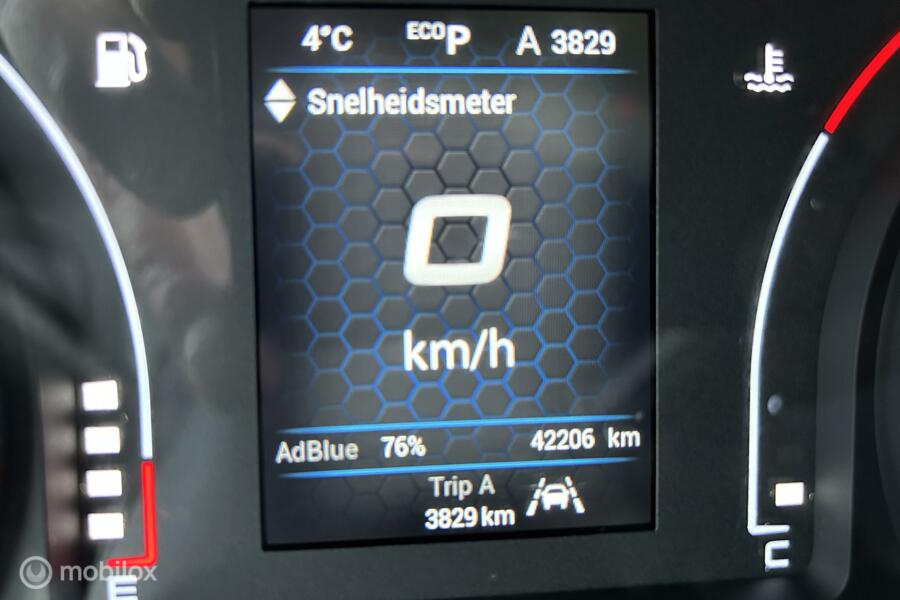 4°C ECO P A 3829
Snelheidsmeter
0
km/h
AdBlue 76% 42206 km
Trip A
3829 km
E C
mobilox